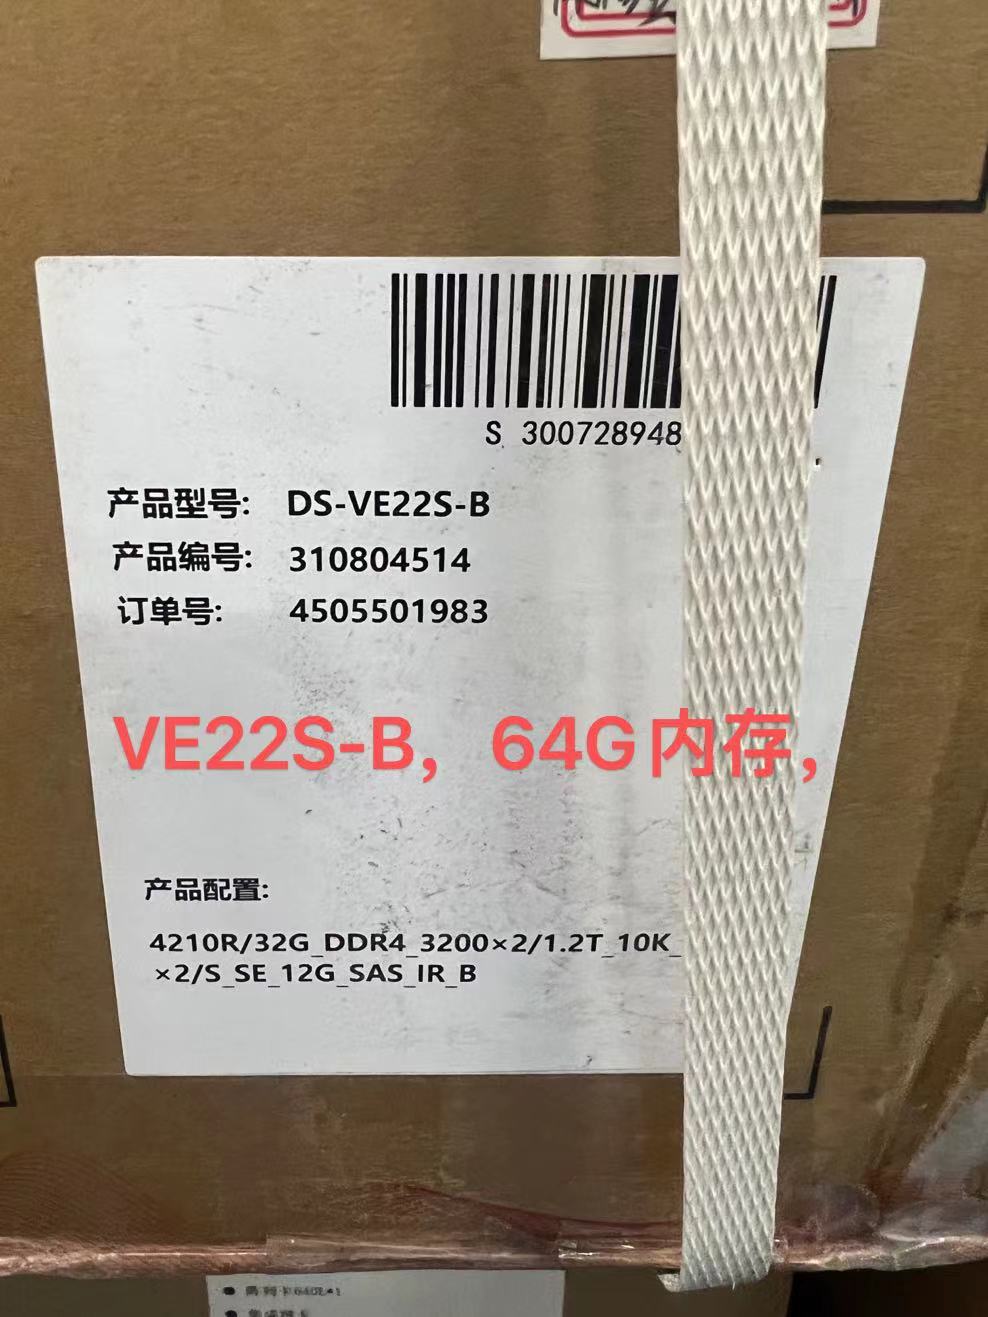 S 300728948
产品型号: DS-VE22S-B
产品编号: 310804514
订单号: 4505501983
VE22S-B，64G内存，
产品配置:
4210R/32G_DDR4_3200×2/1.2T_10K_
×2/S_SE_12G_SAS_IR_B